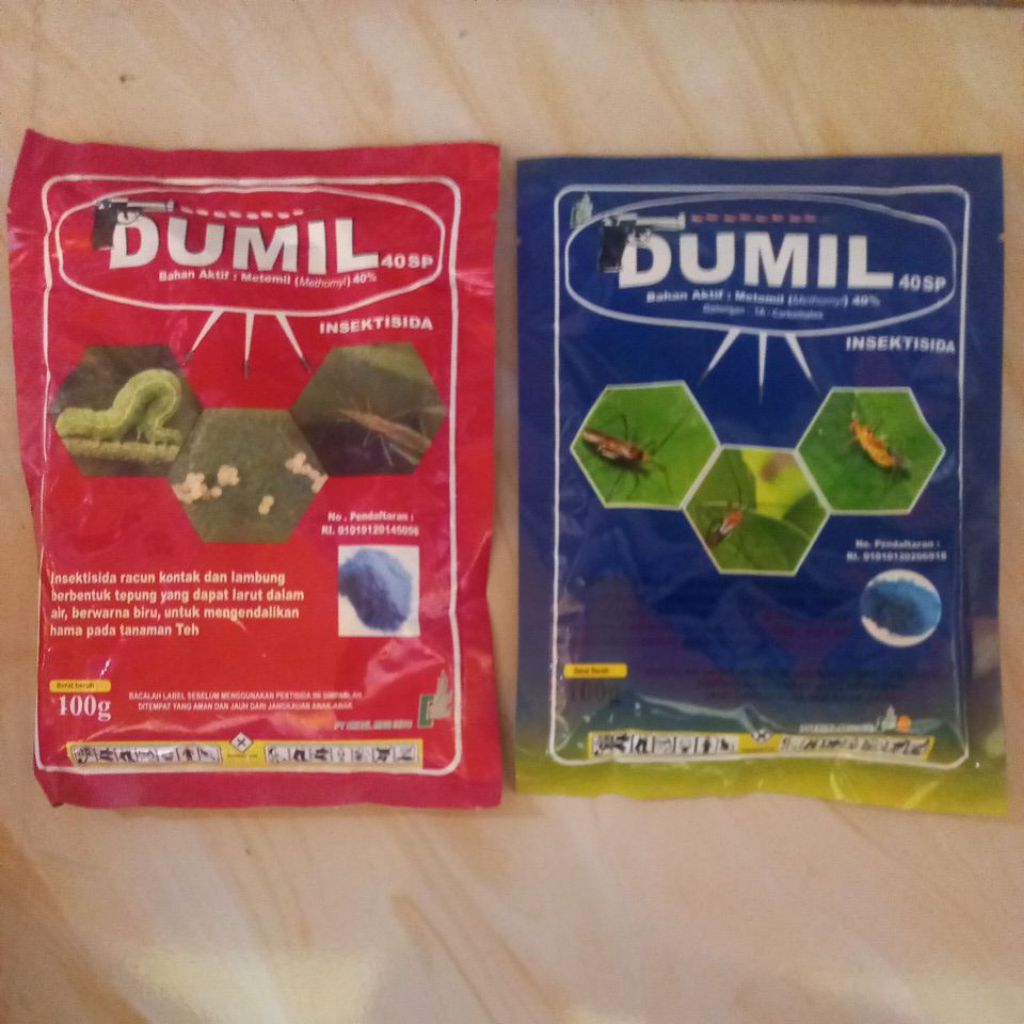 DUMIL 40 SP
Bahan Aktif : Metomil (Methomyl) 40%
INSEKTISIDA
No . Pendaftaran :
RI. 01010120145056
Insektisida racun kontak dan lambung
berbentuk tepung yang dapat larut dalam
air, berwarna biru, untuk mengendalikan
hama pada tanaman Teh
Berat bersih
100g
BACALAH LABEL SEBELUM MENGGUNAKAN PESTISIDA INI SIMPANLAH
DITEMPAT YANG AMAN DAN JAUH DARI JANGKAUAN ANAK-ANAK
DUMIL 40 SP
Bahan Aktif : Metomil (Methomyl) 40%
Golongan : 1A - Carbamates
INSEKTISIDA
No. Pendaftaran :
Berat bersih
100g